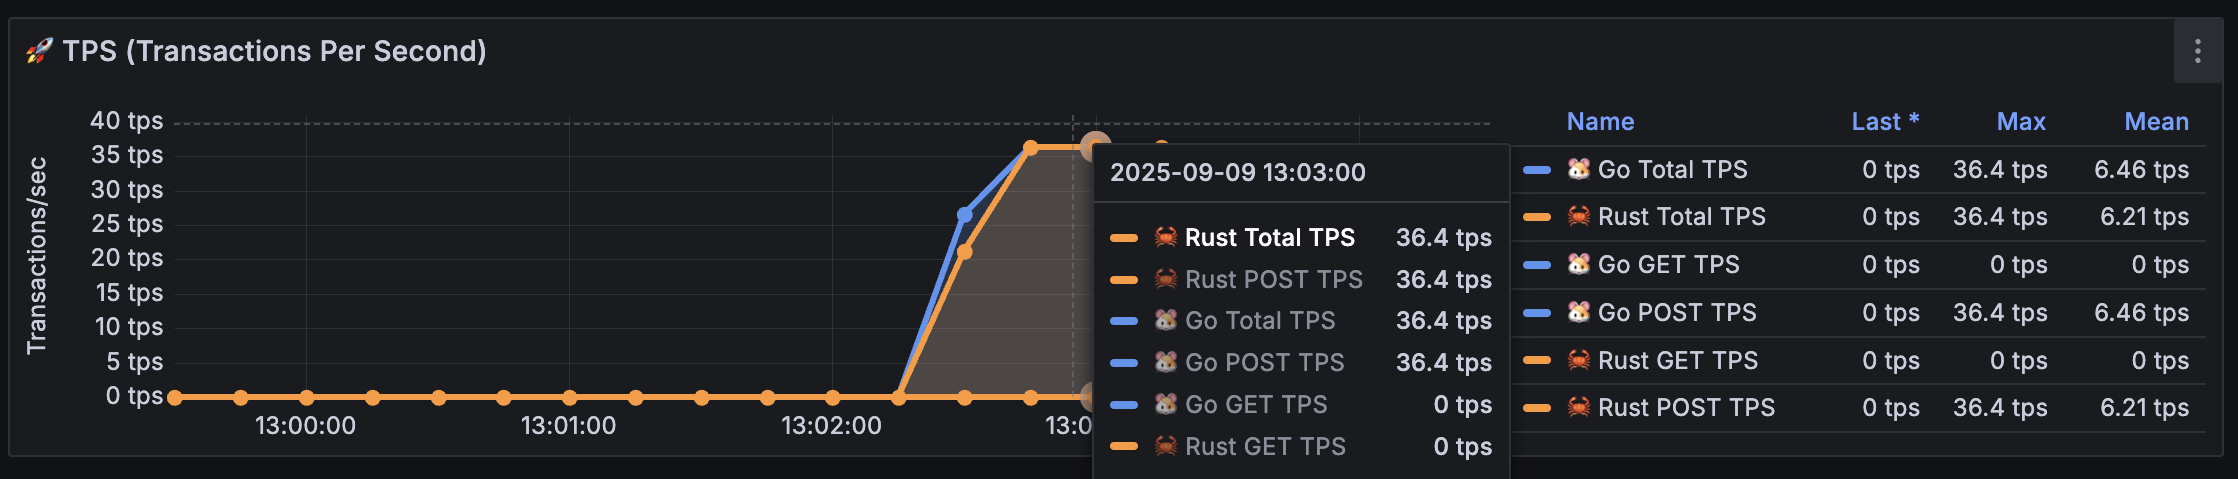 🚀 TPS (Transactions Per Second)
Transactions/sec
40 tps
35 tps
30 tps
25 tps
20 tps
15 tps
10 tps
5 tps
0 tps
13:00:00
13:01:00
13:02:00
13:0
2025-09-09 13:03:00
🦀 Rust Total TPS 36.4 tps
🦀 Rust POST TPS 36.4 tps
🐹 Go Total TPS 36.4 tps
🐹 Go POST TPS 36.4 tps
🐹 Go GET TPS 0 tps
🦀 Rust GET TPS 0 tps
Name Last * Max Mean
🐹 Go Total TPS 0 tps 36.4 tps 6.46 tps
🦀 Rust Total TPS 0 tps 36.4 tps 6.21 tps
🐹 Go GET TPS 0 tps 0 tps 0 tps
🐹 Go POST TPS 0 tps 36.4 tps 6.46 tps
🦀 Rust GET TPS 0 tps 0 tps 0 tps
🦀 Rust POST TPS 0 tps 36.4 tps 6.21 tps